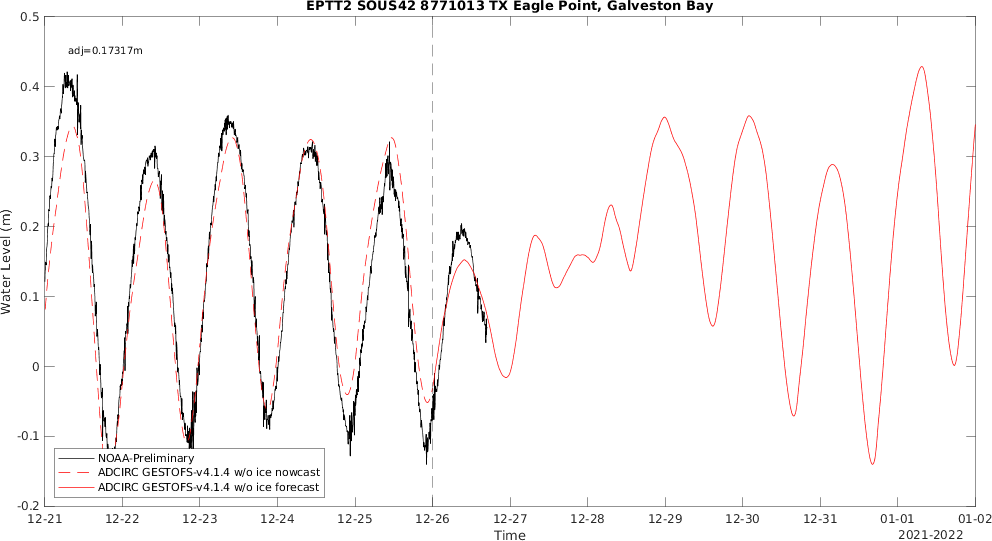 EPTT2 SOUS42 8771013 TX Eagle Point, Galveston Bay
0.5
adj=0.17317m
0.4
0.3
0.2
Water Level (m)
0.1
0
-0.1
NOAA-Preliminary
ADCIRC GESTOFS-v4.1.4 w/o ice nowcast
ADCIRC GESTOFS-v4.1.4 w/o ice forecast
-0.2
12-21 12-22 12-23 12-24 12-25 12-26 12-27 12-28 12-29 12-30 12-31 01-01 01-02
Time
2021-2022